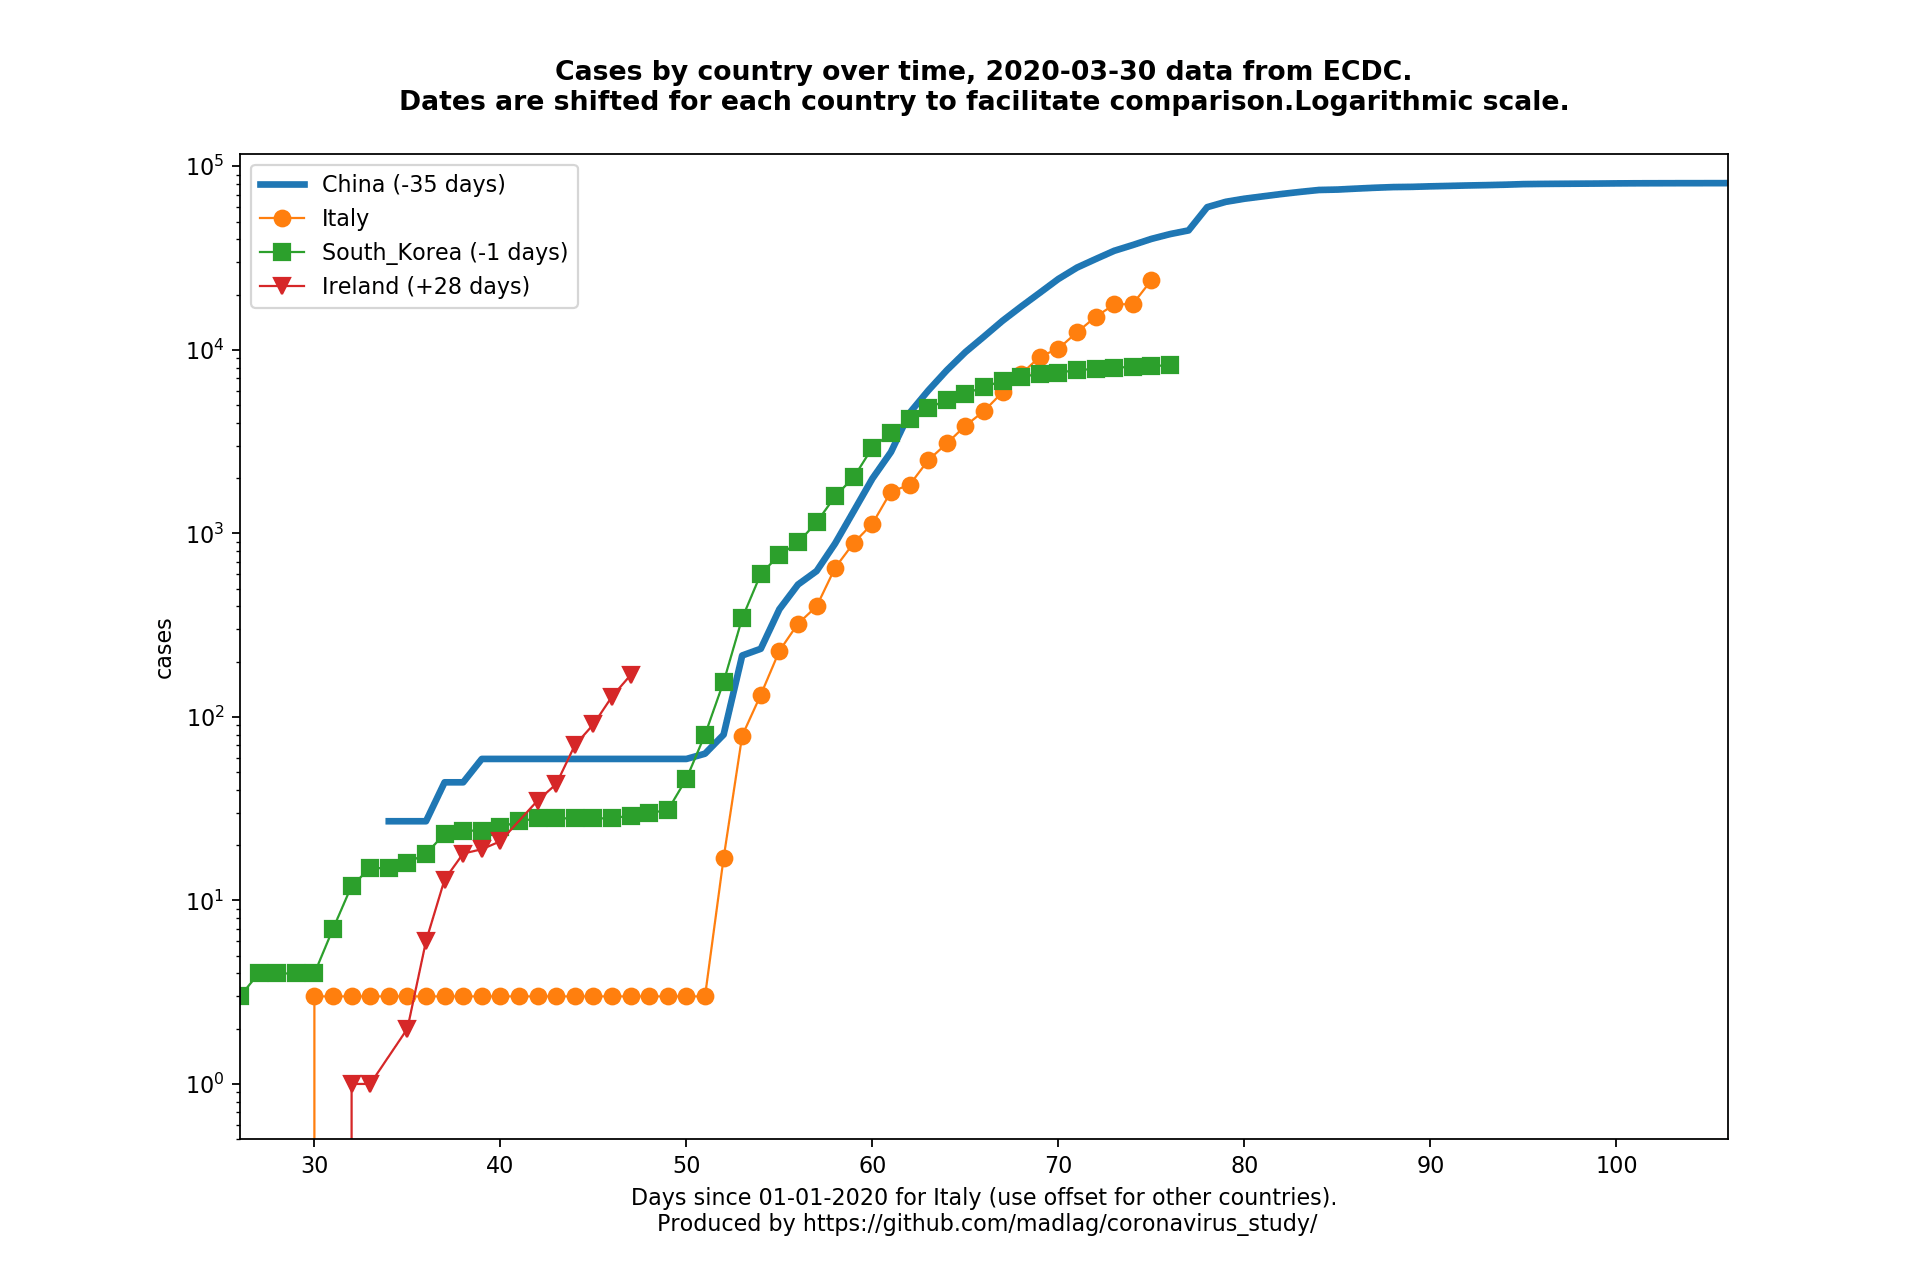 Cases by country over time, 2020-03-30 data from ECDC.
Dates are shifted for each country to facilitate comparison.Logarithmic scale.
China (-35 days)
Italy
South_Korea (-1 days)
Ireland (+28 days)
10⁵
10⁴
10³
10²
10¹
10⁰
cases
30 40 50 60 70 80 90 100
Days since 01-01-2020 for Italy (use offset for other countries).
Produced by https://github.com/madlag/coronavirus_study/